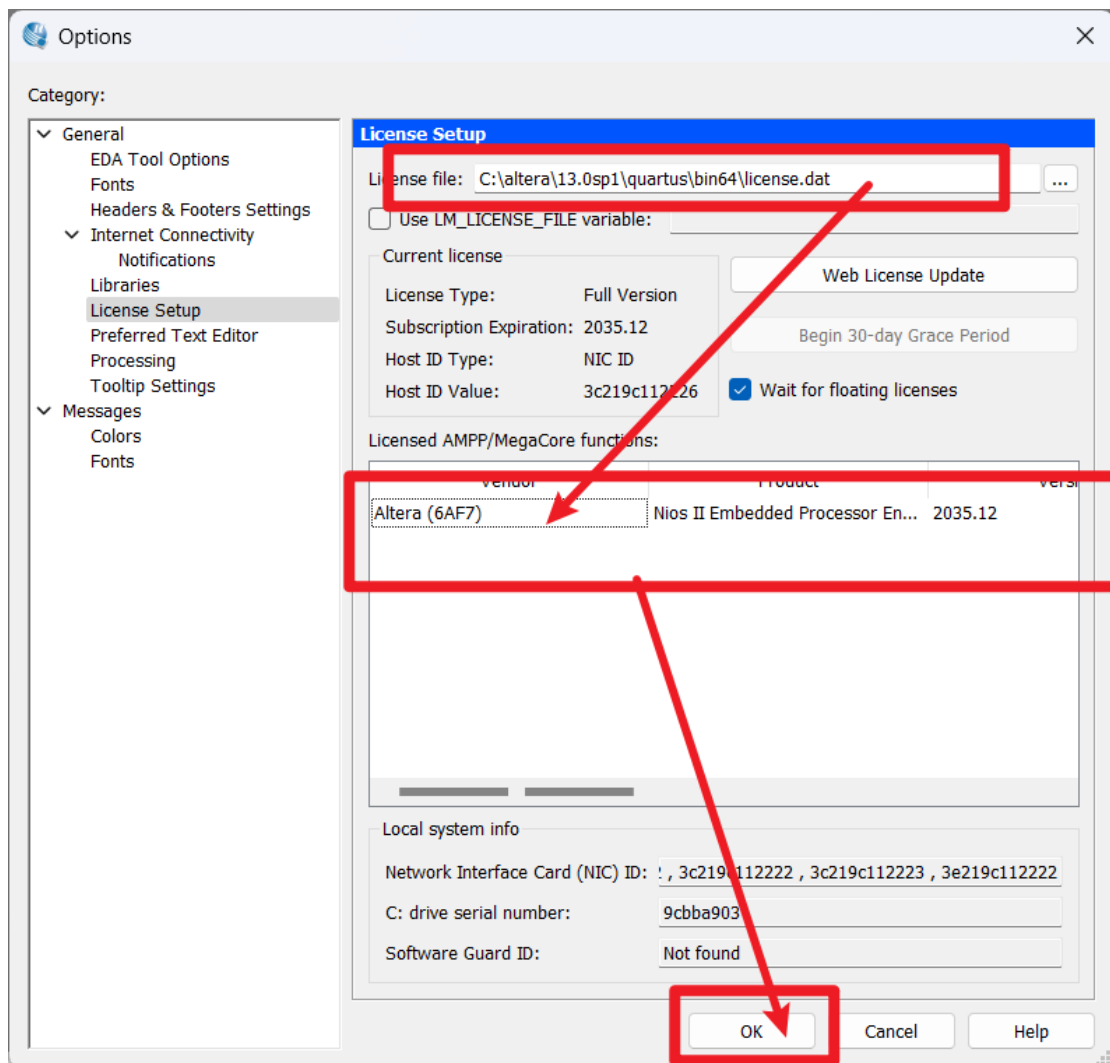 Options
Category:
General
EDA Tool Options
Fonts
Headers & Footers Settings
Internet Connectivity
Notifications
Libraries
License Setup
Preferred Text Editor
Processing
Tooltip Settings
Messages
Colors
Fonts
License Setup
License file: C:\altera\13.0sp1\quartus\bin64\license.dat ...
Use LM_LICENSE_FILE variable:
Current license
License Type: Full Version
Subscription Expiration: 2035.12
Host ID Type: NIC ID
Host ID Value:
Web License Update
Begin 30-day Grace Period
Wait for floating licenses
Licensed AMPP/MegaCore functions:
Vendor Product Versi
Altera (6AF7) Nios II Embedded Processor En... 2035.12
Local system info
Network Interface Card (NIC) ID: , 3c219c112222 , 3c219c112223 , 3e219c112222
C: drive serial number:
Software Guard ID: Not found
OK Cancel Help